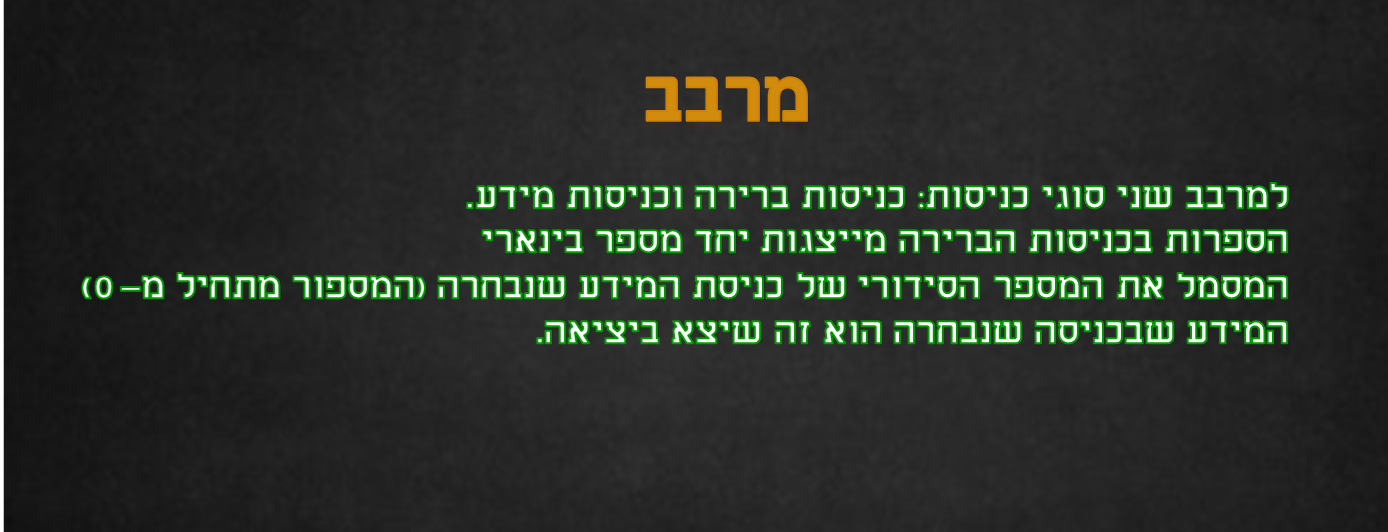 מרבב
למרבב שני סוגי כניסות: כניסות ברירה וכניסות מידע.
הספרות בכניסות הברירה מייצגות יחד מספר בינארי
המסמל את המספר הסידורי של כניסת המידע שנבחרה (המספור מתחיל מ–0)
המידע שבכניסה שנבחרה הוא זה שיצא ביציאה.